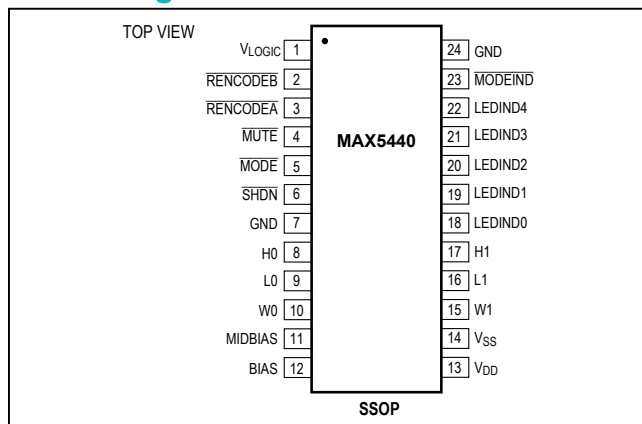 TOP VIEW
VLOGIC 1
RENCODEB 2
RENCODEA 3
MUTE 4
MODE 5
SHDN 6
GND 7
H0 8
L0 9
W0 10
MIDBIAS 11
BIAS 12
MAX5440
24 GND
23 MODEIND
22 LEDIND4
21 LEDIND3
20 LEDIND2
19 LEDIND1
18 LEDIND0
17 H1
16 L1
15 W1
14 VSS
13 VDD
SSOP